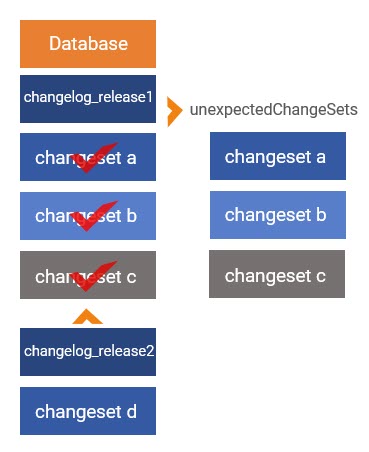 Database
changelog_release1
unexpectedChangeSets
changeset a
changeset a
changeset b
changeset b
changeset c
changeset c
changelog_release2
changeset d